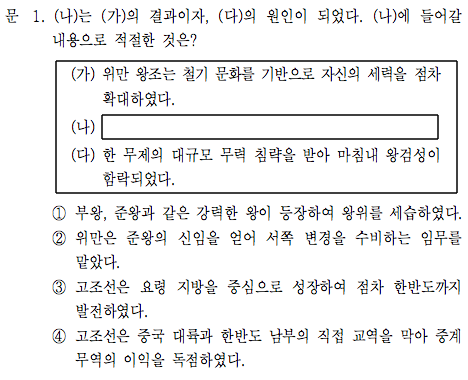 문 1. (나)는 (가)의 결과이자, (다)의 원인이 되었다. (나)에 들어갈
내용으로 적절한 것은?
(가) 위만 왕조는 철기 문화를 기반으로 자신의 세력을 점차
확대하였다.
(나)
(다) 한 무제의 대규모 무력 침략을 받아 마침내 왕검성이
함락되었다.
① 부왕, 준왕과 같은 강력한 왕이 등장하여 왕위를 세습하였다.
② 위만은 준왕의 신임을 얻어 서쪽 변경을 수비하는 임무를
맡았다.
③ 고조선은 요령 지방을 중심으로 성장하여 점차 한반도까지
발전하였다.
④ 고조선은 중국 대륙과 한반도 남부의 직접 교역을 막아 중계
무역의 이익을 독점하였다.